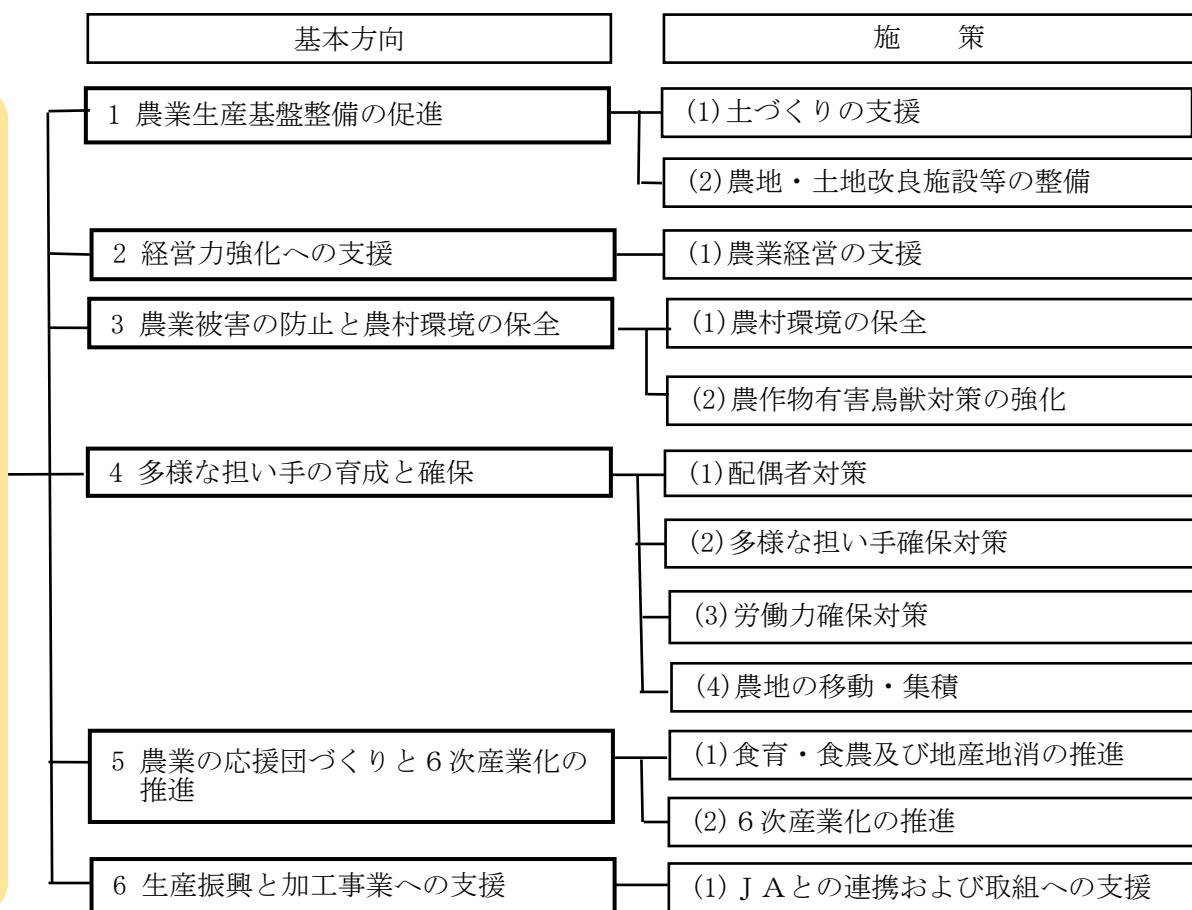 基本方向
施　　策
1 農業生産基盤整備の促進
(1)土づくりの支援
(2)農地・土地改良施設等の整備
2 経営力強化への支援
(1)農業経営の支援
3 農業被害の防止と農村環境の保全
(1)農村環境の保全
(2)農作物有害鳥獣対策の強化
4 多様な担い手の育成と確保
(1)配偶者対策
(2)多様な担い手確保対策
(3)労働力確保対策
(4)農地の移動・集積
5 農業の応援団づくりと６次産業化の
推進
(1)食育・食農及び地産地消の推進
(2)６次産業化の推進
6 生産振興と加工事業への支援
(1)ＪＡとの連携および取組への支援